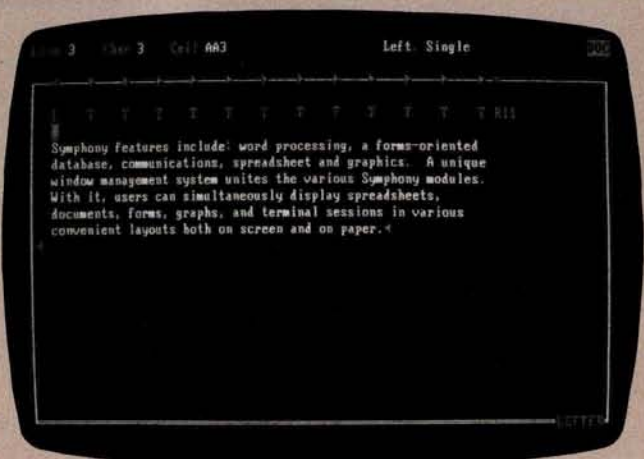 Line 3 Char 3 Cell AA3 Left, Single DOC
Symphony features include: word processing, a forms-oriented
database, communications, spreadsheet and graphics. A unique
window management system unites the various Symphony modules.
With it, users can simultaneously display spreadsheets,
documents, forms, graphs, and terminal sessions in various
convenient layouts both on screen and on paper.
LETTER